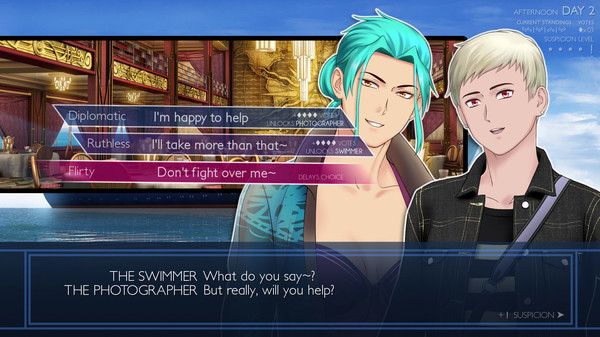 AFTERNOON DAY 2
CURRENT STANDINGS VOTES
SUSPICION LEVEL
Diplomatic I'm happy to help
UNLOCKS PHOTOGRAPHER
Ruthless I'll take more than that~ VOTES
UNLOCKS SWIMMER
Flirty Don't fight over me~
DELAYS CHOICE
THE SWIMMER What do you say~?
THE PHOTOGRAPHER But really, will you help?
+1 SUSPICION